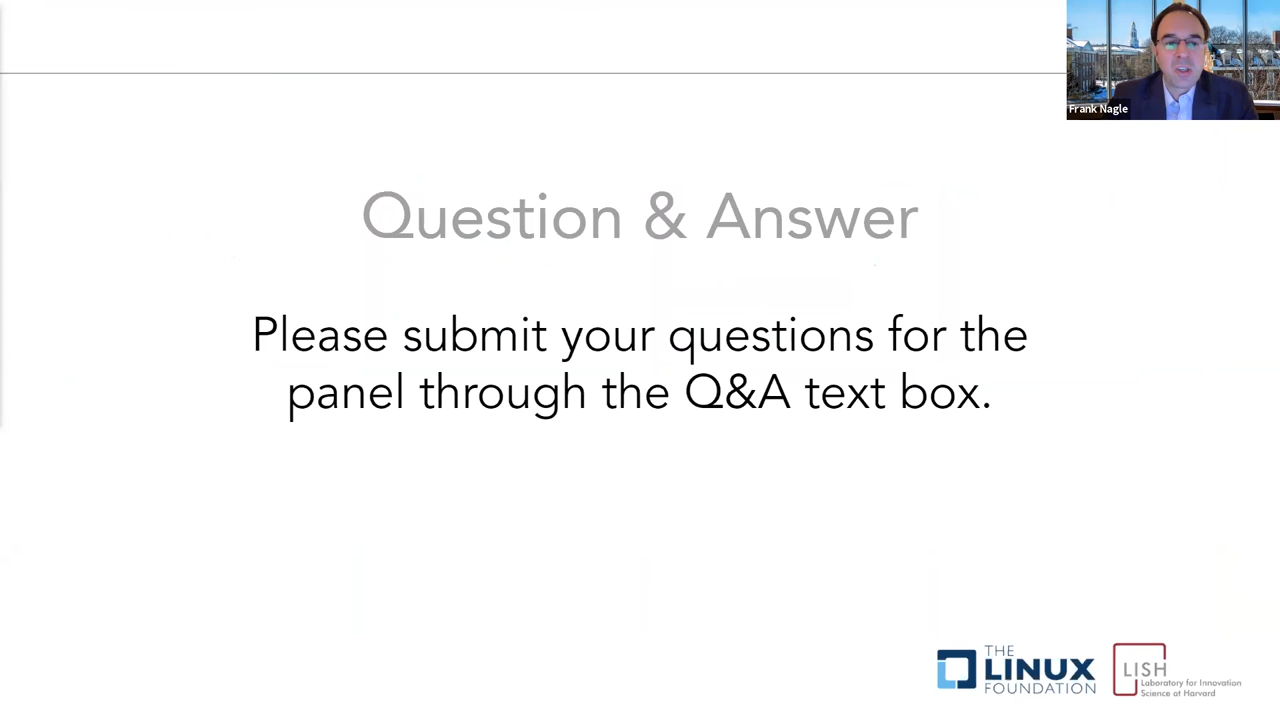 Frank Nagle
Question & Answer
Please submit your questions for the
panel through the Q&A text box.
THE
LINUX
FOUNDATION
LISH
Laboratory for Innovation
Science at Harvard